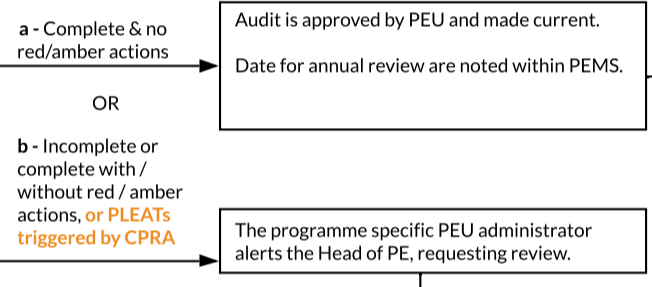 a - Complete & no
red/amber actions
Audit is approved by PEU and made current.
Date for annual review are noted within PEMS.
OR
b - Incomplete or
complete with /
without red / amber
actions, or PLEATs
triggered by CPRA
The programme specific PEU administrator
alerts the Head of PE, requesting review.